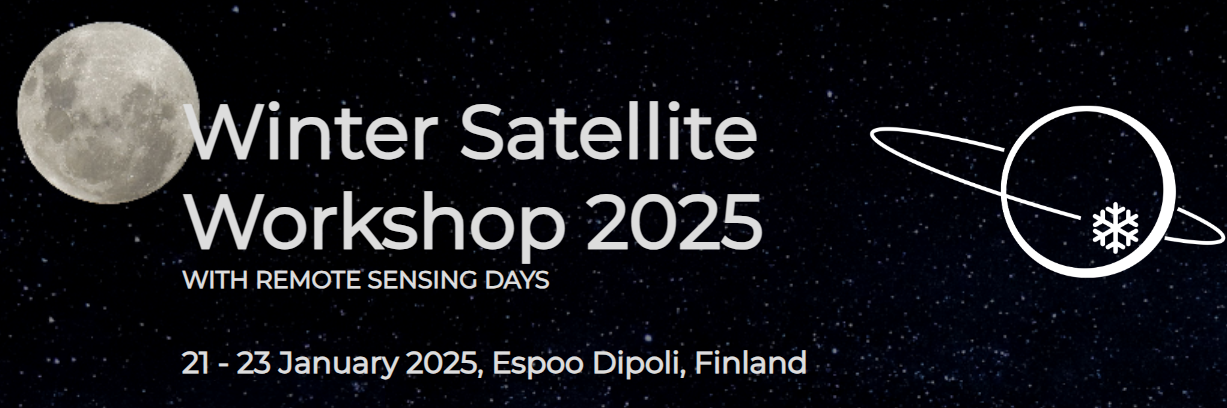 Winter Satellite
Workshop 2025
WITH REMOTE SENSING DAYS
21 - 23 January 2025, Espoo Dipoli, Finland